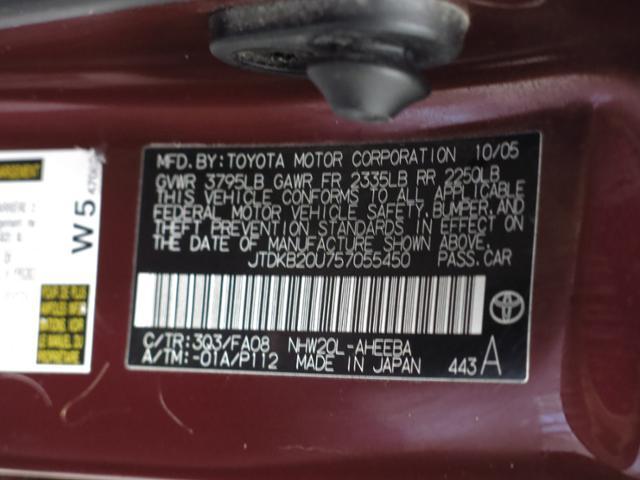 MFD. BY: TOYOTA MOTOR CORPORATION 10/05
GVWR 3795LB GAWR FR 2335LB RR 2250LB
THIS VEHICLE CONFORMS TO ALL APPLICABLE
FEDERAL MOTOR VEHICLE SAFETY, BUMPER, AND
THEFT PREVENTION STANDARDS IN EFFECT ON
THE DATE OF MANUFACTURE SHOWN ABOVE.
JTDKB20U757055450 PASS. CAR
C/TR: 3Q3/FA08 NHW20L-AHEEBA
A/TM: -01A/P112 MADE IN JAPAN 443 A
W5